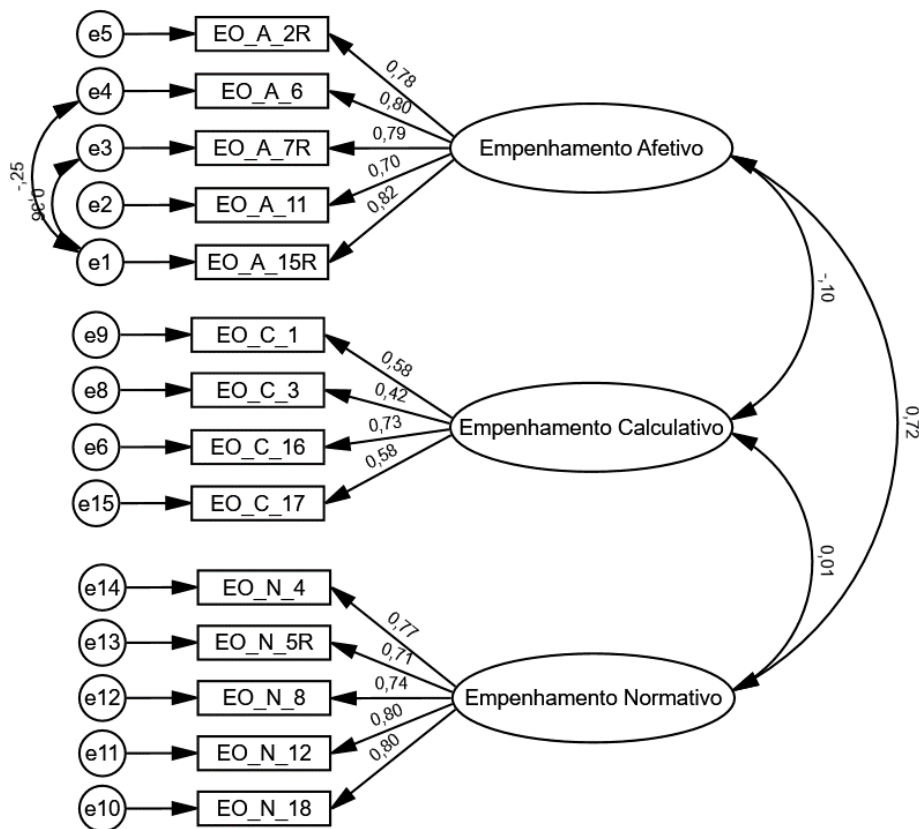 e5
EO_A_2R
0,78
e4
EO_A_6
0,80
e3
EO_A_7R
0,79
Empenhamento Afetivo
-,25
0,36
e2
EO_A_11
0,70
e1
EO_A_15R
0,82
-,10
e9
EO_C_1
0,58
e8
EO_C_3
0,42
e6
EO_C_16
0,73
Empenhamento Calculativo
0,72
e15
EO_C_17
0,58
0,01
e14
EO_N_4
0,77
e13
EO_N_5R
0,71
e12
EO_N_8
0,74
Empenhamento Normativo
e11
EO_N_12
0,80
e10
EO_N_18
0,80